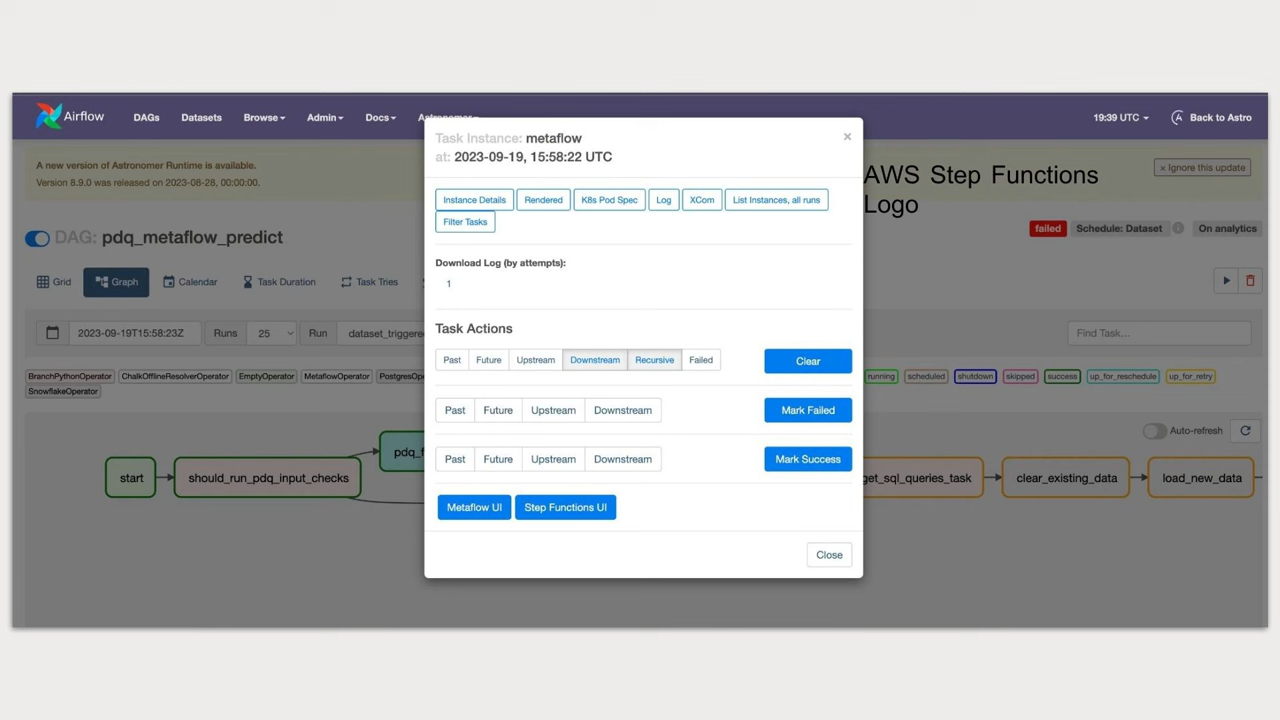 Airflow DAGs Datasets Browse Admin Docs Astronomer 19:39 UTC Back to Astro
Task Instance: metaflow
at: 2023-09-19, 15:58:22 UTC
A new version of Astronomer Runtime is available.
Version 8.9.0 was released on 2023-08-28, 00:00:00.
× Ignore this update
AWS Step Functions
Logo
Instance Details Rendered K8s Pod Spec Log XCom List Instances, all runs
Filter Tasks
DAG: pdq_metaflow_predict
failed Schedule: Dataset On analytics
Download Log (by attempts):
1
Grid Graph Calendar Task Duration Task Tries
Task Actions
2023-09-19T15:58:23Z Runs 25 Run dataset_triggered Find Task...
Past Future Upstream Downstream Recursive Failed Clear
BranchPythonOperator ChalkOfflineResolverOperator EmptyOperator MetaflowOperator PostgresOpe
SnowflakeOperator
running scheduled shutdown skipped success up_for_reschedule up_for_retry
Past Future Upstream Downstream Mark Failed
Auto-refresh
Past Future Upstream Downstream Mark Success
start should_run_pdq_input_checks pdq_f get_sql_queries_task clear_existing_data load_new_data
Metaflow UI Step Functions UI
Close